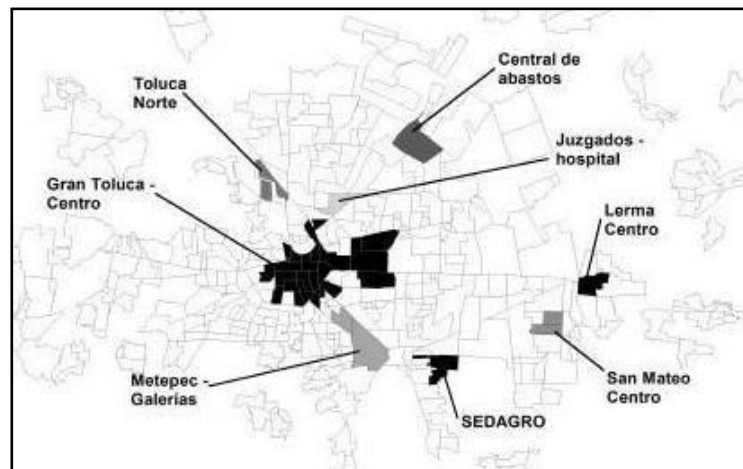 Central de
abastos
Toluca
Norte
Juzgados -
hospital
Gran Toluca -
Centro
Lerma
Centro
Metepec -
Galerías
San Mateo
Centro
SEDAGRO